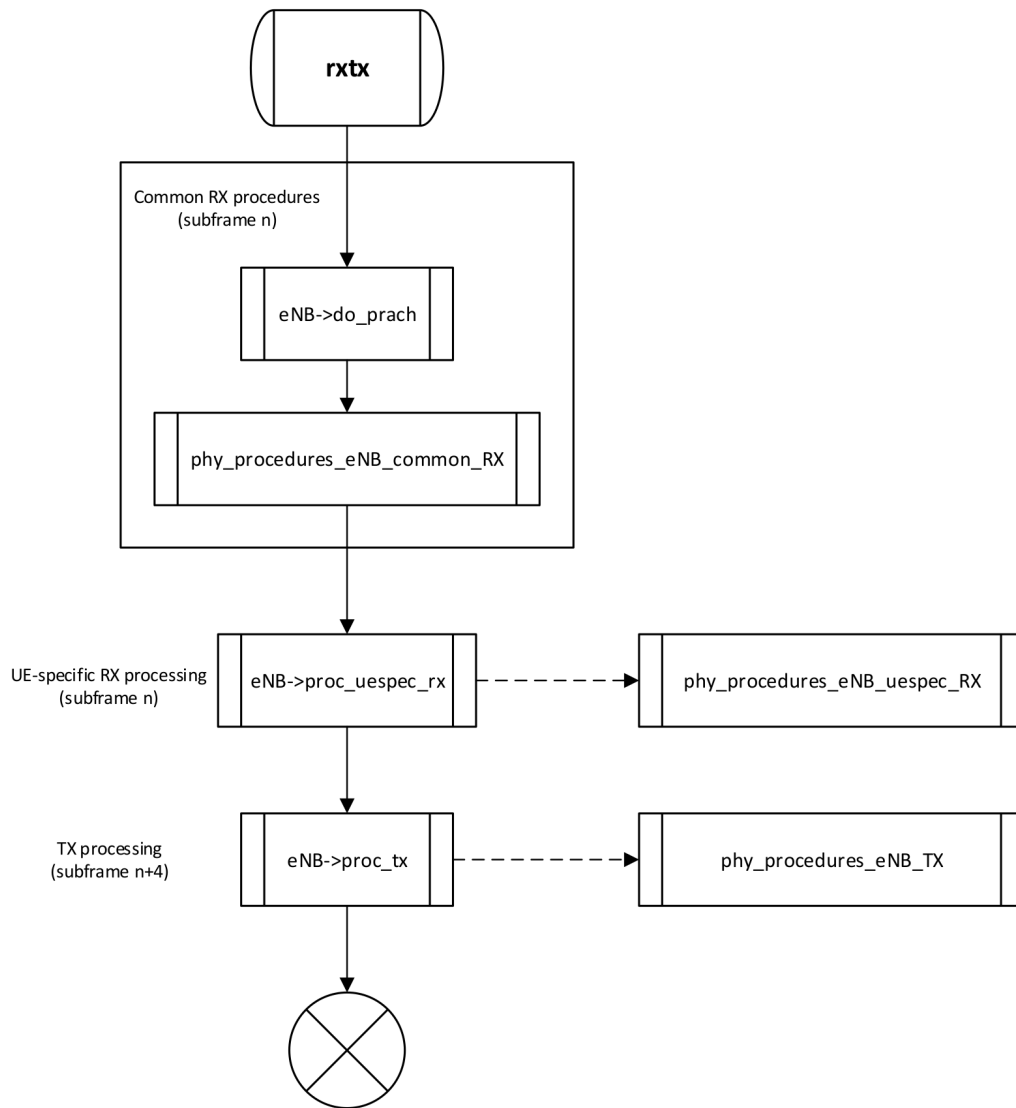 rxtx
Common RX procedures
(subframe n)
eNB->do_prach
phy_procedures_eNB_common_RX
UE-specific RX processing
(subframe n)
eNB->proc_uespec_rx
phy_procedures_eNB_uespec_RX
TX processing
(subframe n+4)
eNB->proc_tx
phy_procedures_eNB_TX